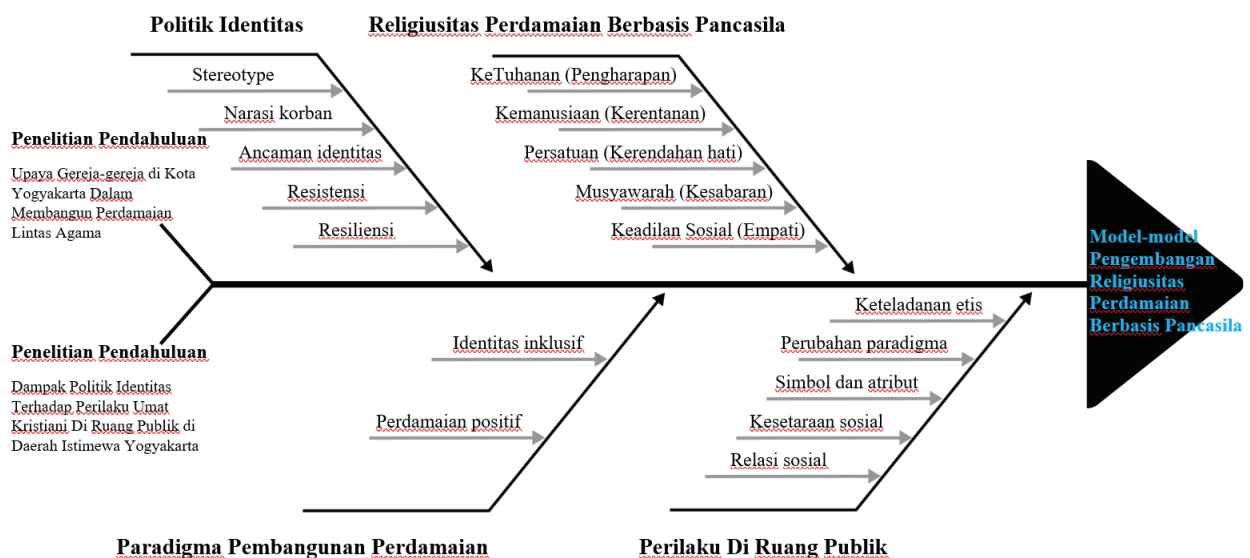 Politik Identitas
Religiusitas Perdamaian Berbasis Pancasila
Stereotype
Narasi korban
Ancaman identitas
Resistensi
Resiliensi
KeTuhanan (Pengharapan)
Kemanusiaan (Kerentanan)
Persatuan (Kerendahan hati)
Musyawarah (Kesabaran)
Keadilan Sosial (Empati)
Penelitian Pendahuluan
Upaya Gereja-gereja di Kota
Yogyakarta Dalam
Membangun Perdamaian
Lintas Agama
Model-model
Pengembangan
Religiusitas
Perdamaian
Berbasis Pancasila
Penelitian Pendahuluan
Dampak Politik Identitas
Terhadap Perilaku Umat
Kristiani Di Ruang Publik di
Daerah Istimewa Yogyakarta
Identitas inklusif
Perdamaian positif
Keteladanan etis
Perubahan paradigma
Simbol dan atribut
Kesetaraan sosial
Relasi sosial
Paradigma Pembangunan Perdamaian
Perilaku Di Ruang Publik